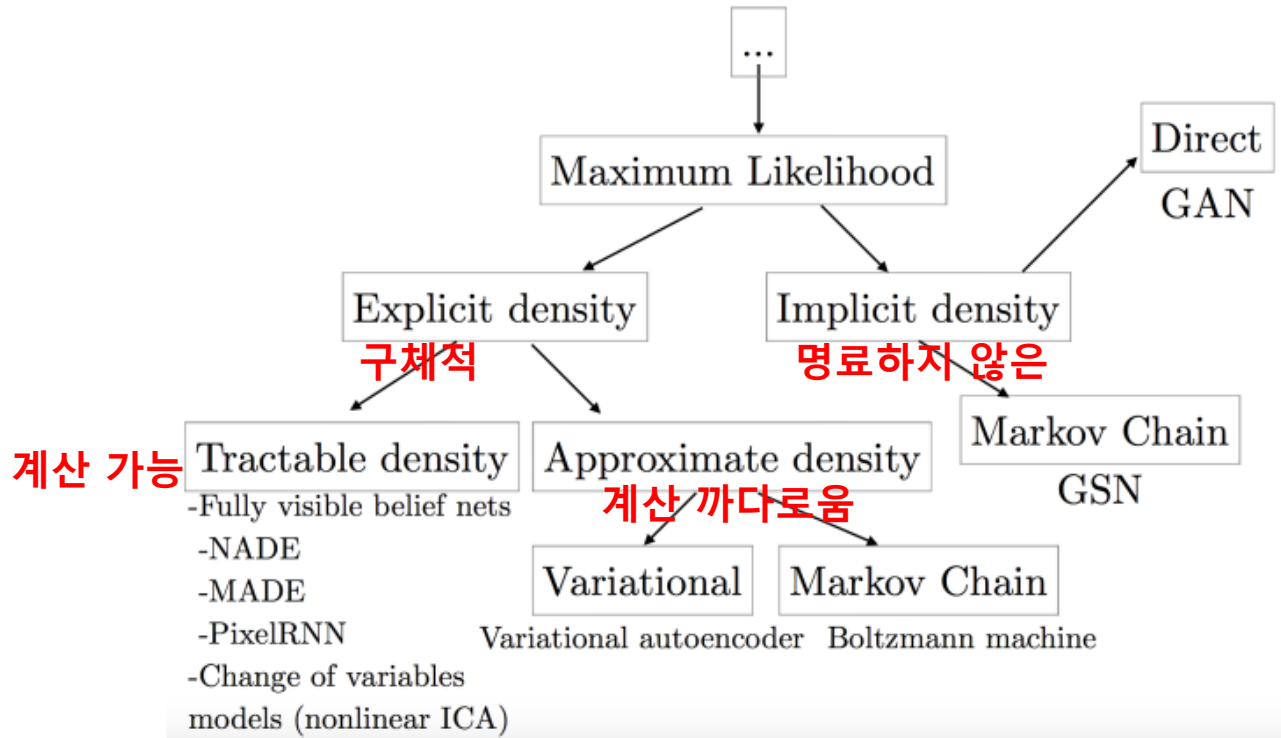 ...
Maximum Likelihood
Direct
GAN
Explicit density
구체적
Implicit density
명료하지 않은
계산 가능
Tractable density
-Fully visible belief nets
-NADE
-MADE
-PixelRNN
-Change of variables
models (nonlinear ICA)
Approximate density
계산 까다로움
Markov Chain
GSN
Variational
Variational autoencoder
Markov Chain
Boltzmann machine